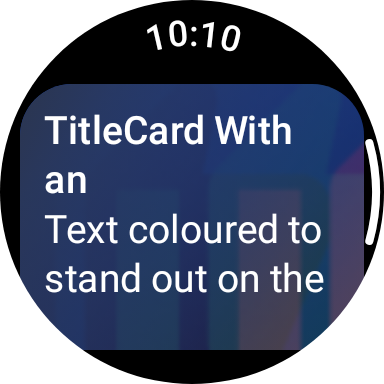 10:10
TitleCard With
an
Text coloured to
stand out on the